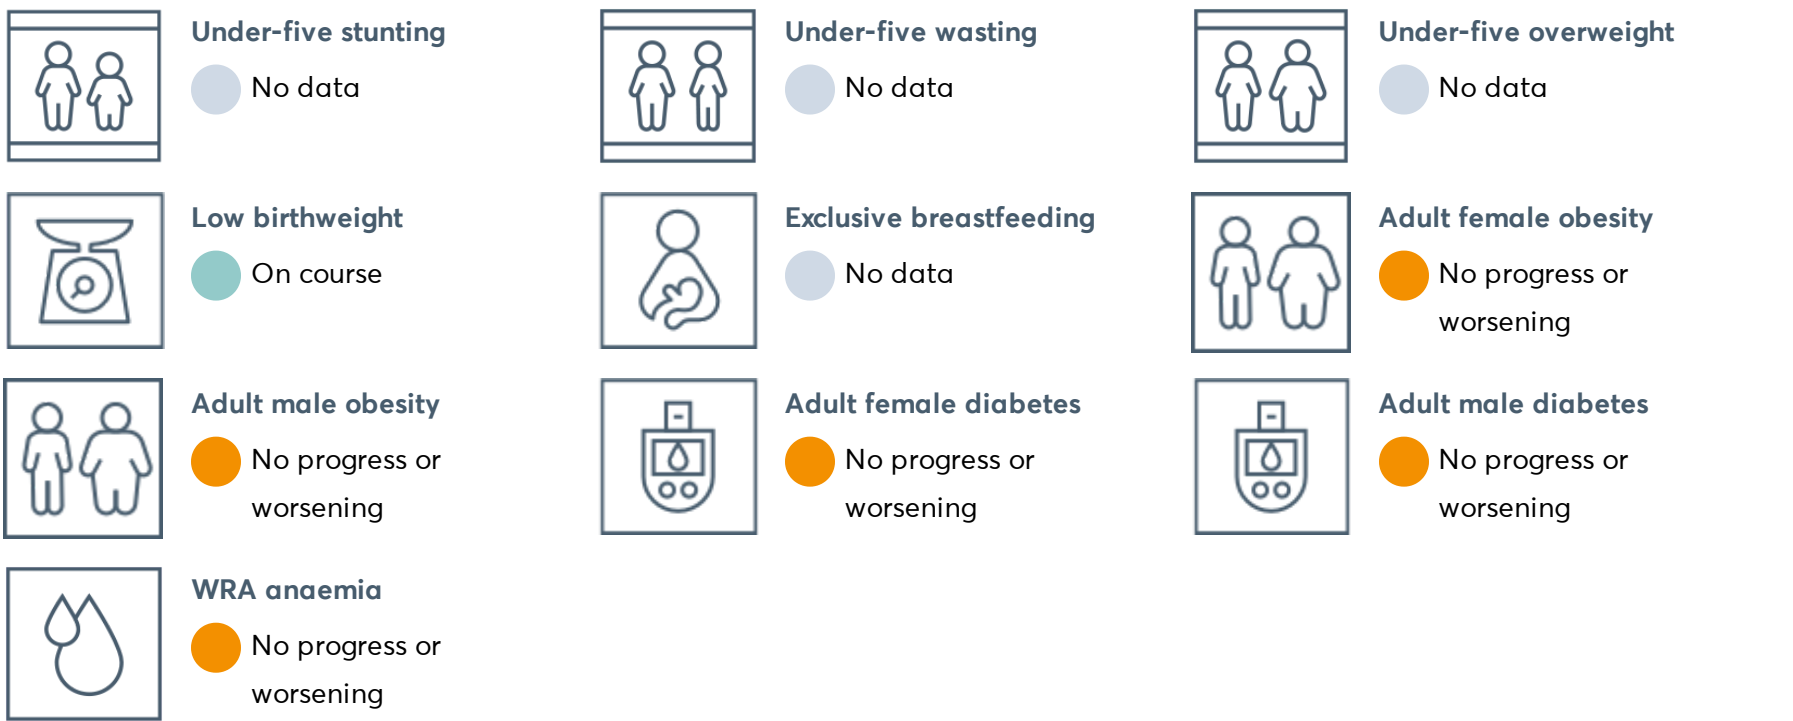 Under-five stunting
No data
Under-five wasting
No data
Under-five overweight
No data
Low birthweight
On course
Exclusive breastfeeding
No data
Adult female obesity
No progress or
worsening
Adult male obesity
No progress or
worsening
Adult female diabetes
No progress or
worsening
Adult male diabetes
No progress or
worsening
WRA anaemia
No progress or
worsening